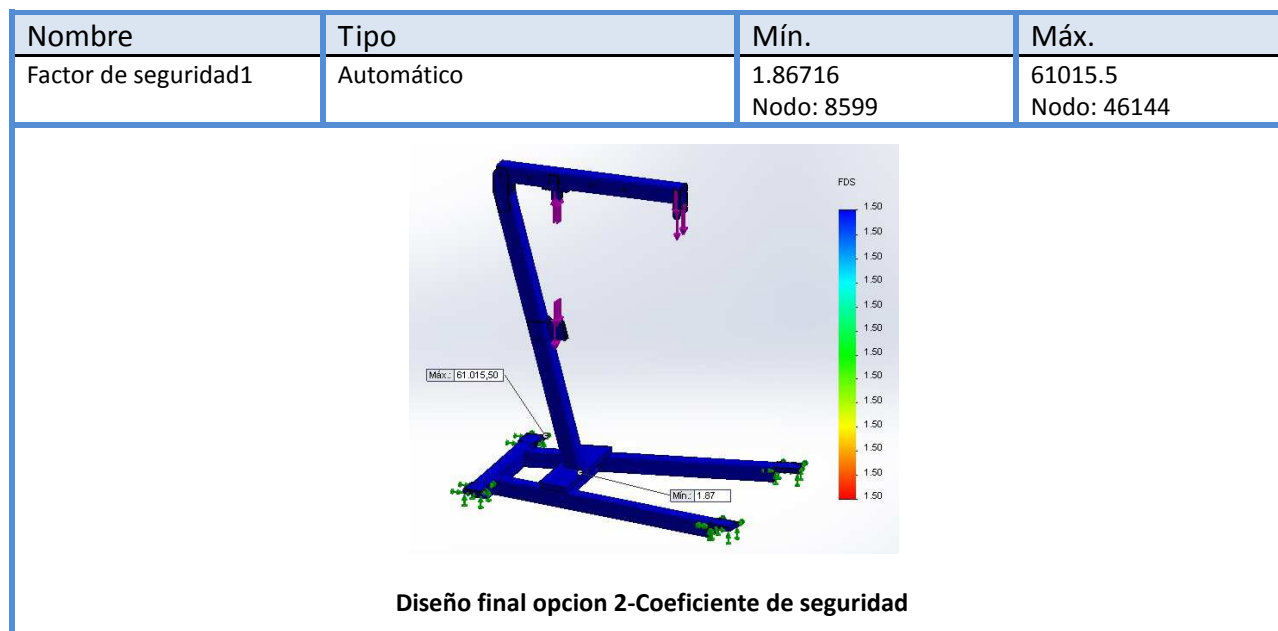 Nombre Tipo Mín. Máx.
Factor de seguridad1 Automático 1.86716 61015.5
Nodo: 8599 Nodo: 46144
FDS
1.50
1.50
1.50
1.50
1.50
1.50
1.50
1.50
1.50
1.50
1.50
1.50
1.50
Máx.: 61.015,50
Mín.: 1.87
Diseño final opcion 2-Coeficiente de seguridad